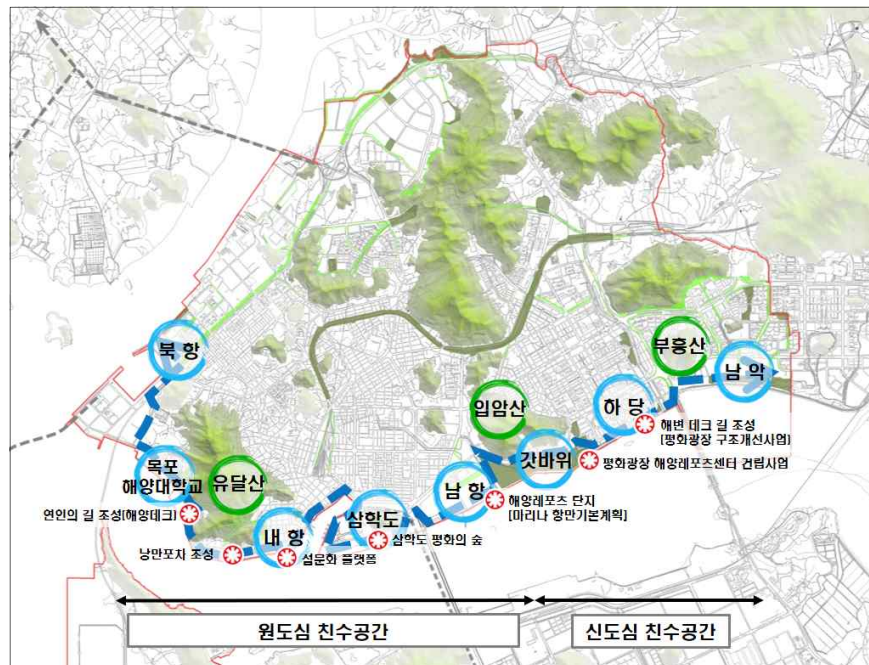 북 항
부흥산
남 악
입암산
하 당
해변 데크 길 조성
[평화광장 구조개선사업]
목포
해양대학교
유달산
갓바위
평화광장 해양레포츠센터 건립사업
남 항
해양레포츠 단지
[마리나 항만기본계획]
연인의 길 조성[해양데크]
내 항
삼학도
삼학도 평화의 숲
낭만포차 조성
섬문화 플랫폼
원도심 친수공간
신도심 친수공간